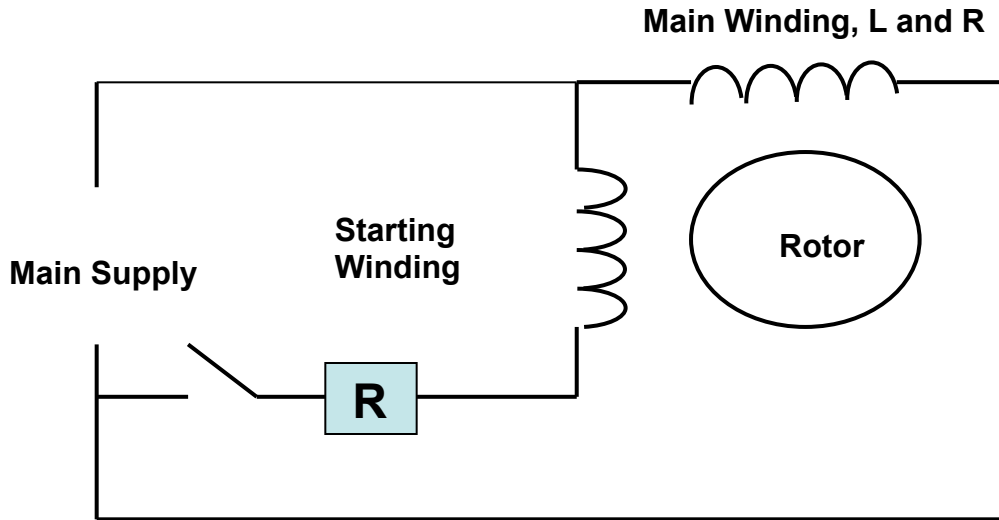 Main Winding, L and R
Starting
Winding
Rotor
Main Supply
R